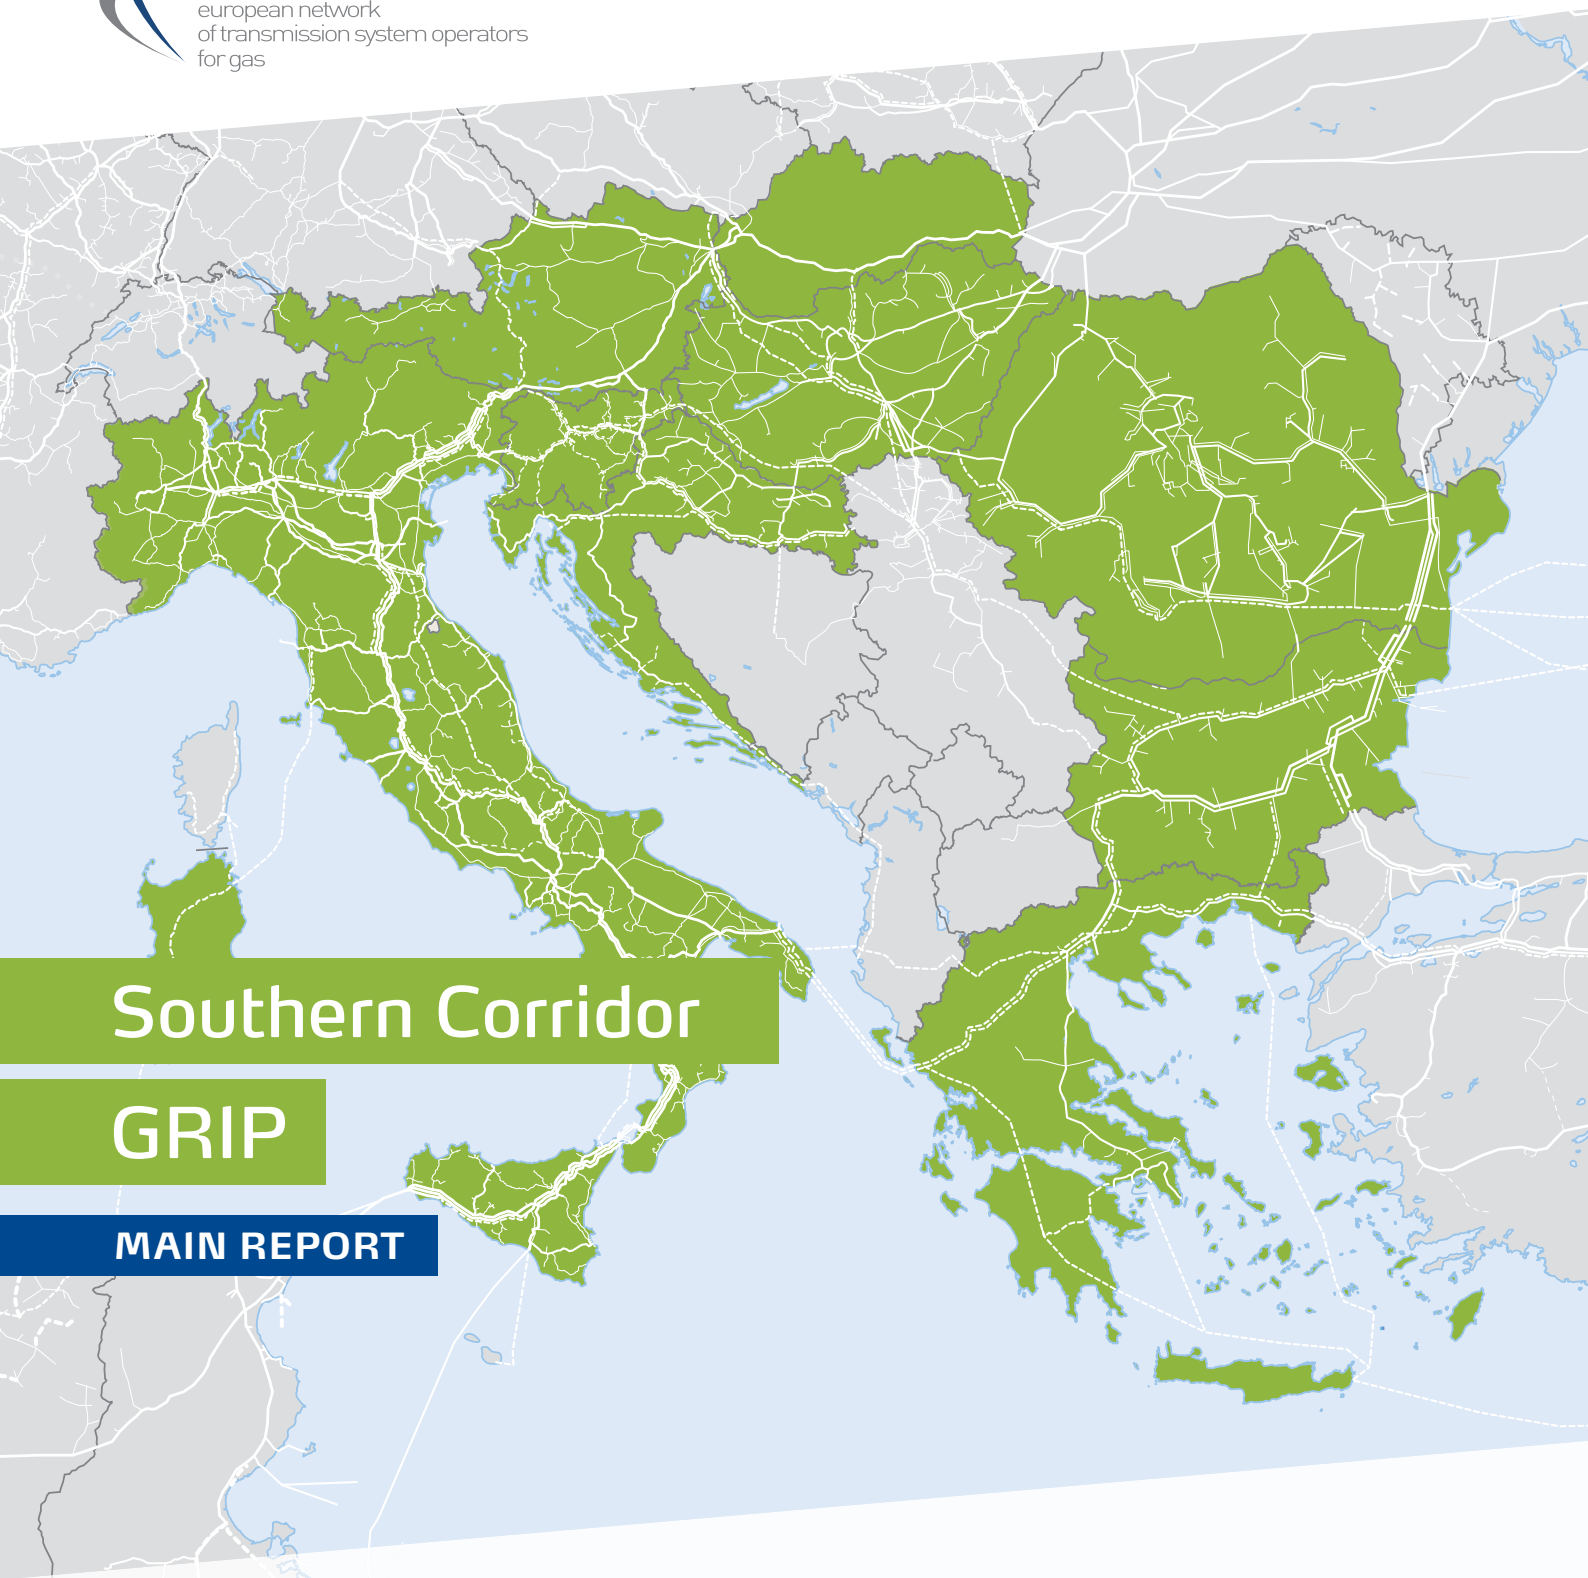 european network
of transmission system operators
for gas
Southern Corridor
GRIP
MAIN REPORT